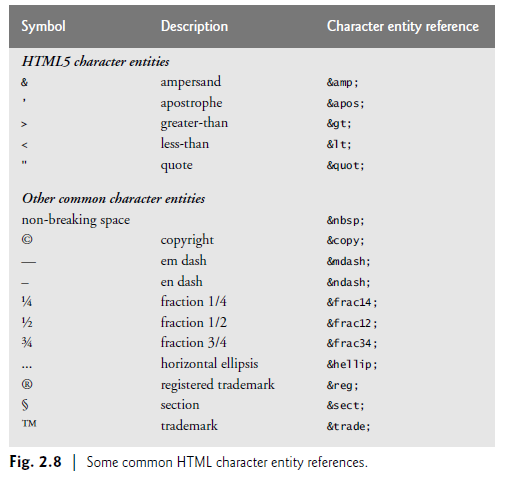 Symbol Description Character entity reference
HTML5 character entities
& ampersand &amp;
' apostrophe &apos;
> greater-than &gt;
< less-than &lt;
" quote &quot;
Other common character entities
non-breaking space &nbsp;
© copyright &copy;
— em dash &mdash;
– en dash &ndash;
¼ fraction 1/4 &frac14;
½ fraction 1/2 &frac12;
¾ fraction 3/4 &frac34;
... horizontal ellipsis &hellip;
® registered trademark &reg;
§ section &sect;
™ trademark &trade;
Fig. 2.8 | Some common HTML character entity references.